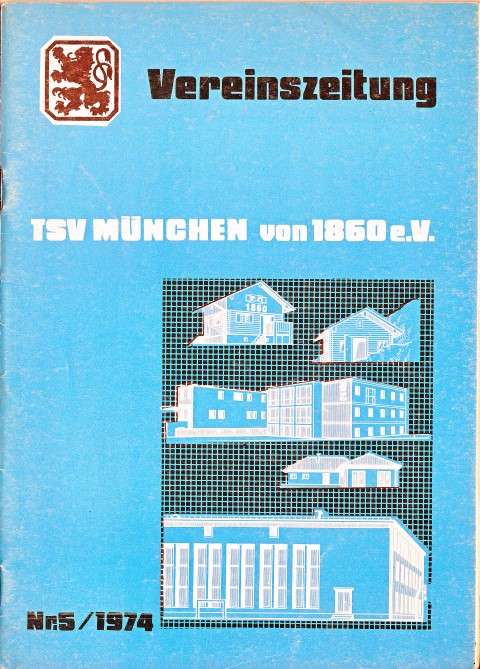 Vereinszeitung
TSV MÜNCHEN von 1860 e.V.
1860
Nr.5/1974